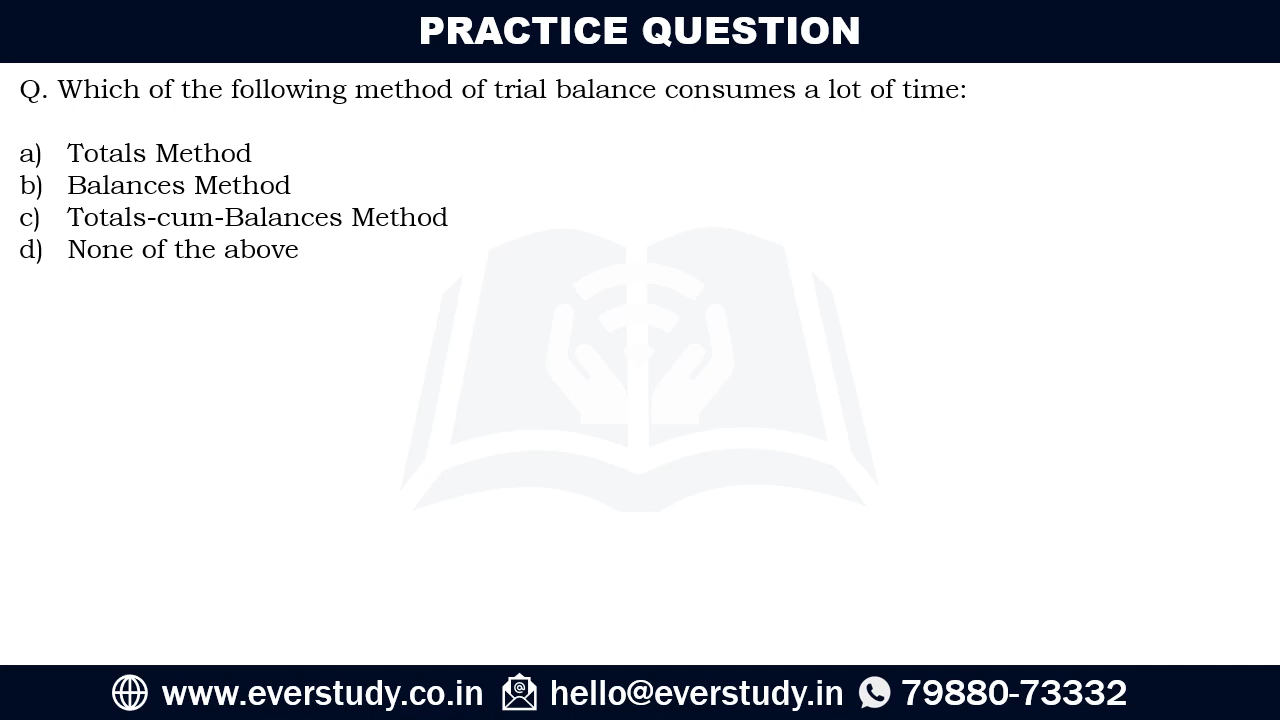 PRACTICE QUESTION
Q. Which of the following method of trial balance consumes a lot of time:
a) Totals Method
b) Balances Method
c) Totals-cum-Balances Method
d) None of the above
www.everstudy.co.in hello@everstudy.in 79880-73332